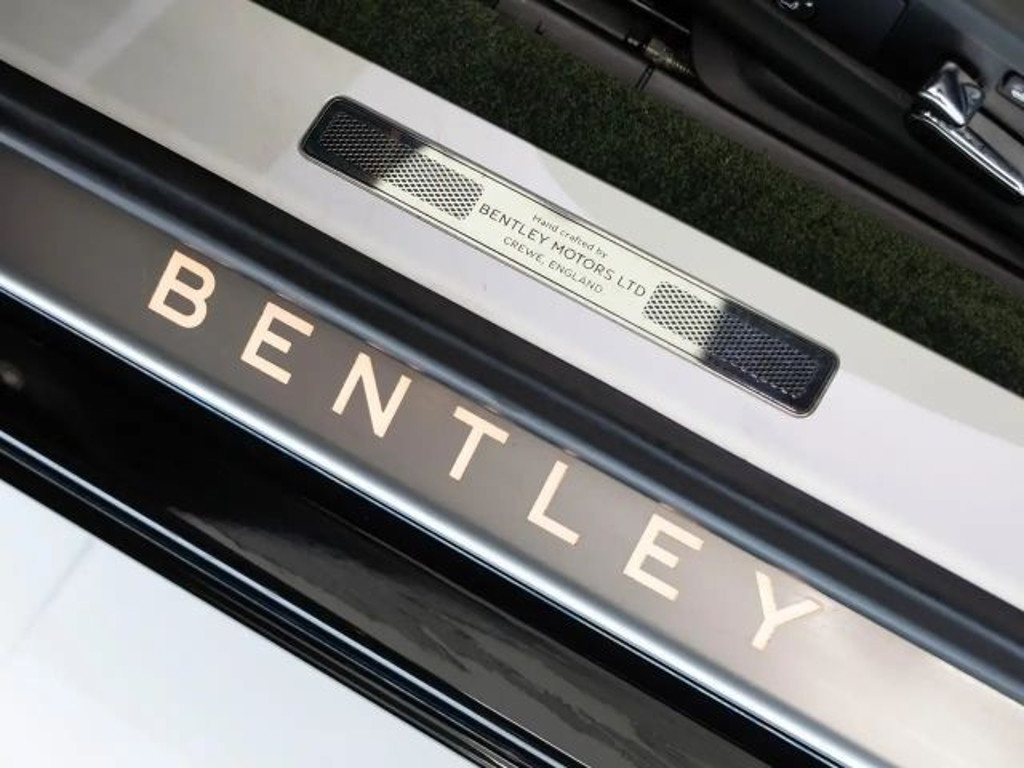 Hand crafted by
BENTLEY MOTORS LTD
CREWE, ENGLAND
BENTLEY